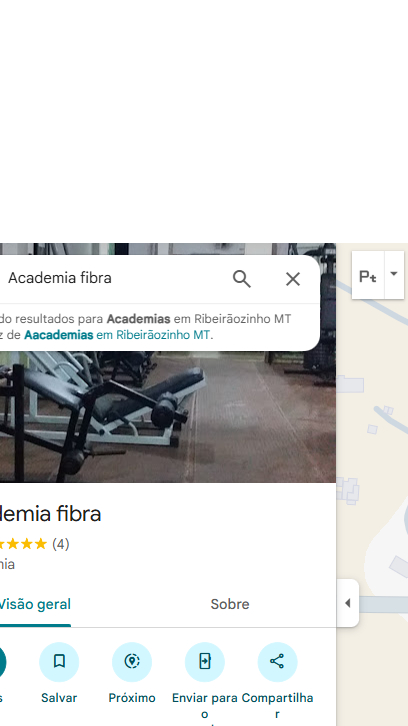 Academia fibra
do resultados para Academias em Ribeirãozinho MT
z de Aacademias em Ribeirãozinho MT.
Pt
demia fibra
(4)
nia
Visão geral Sobre
s Salvar Próximo Enviar para o Compartilhar